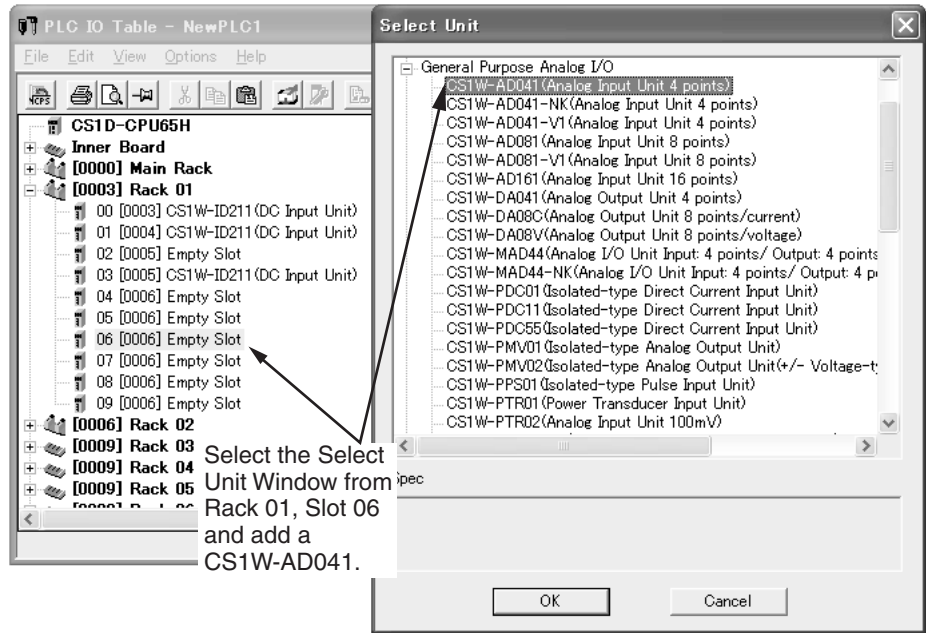 PLC IO Table - NewPLC1
File Edit View Options Help
NCPS
CS1D-CPU65H
Inner Board
[0000] Main Rack
[0003] Rack 01
00 [0003] CS1W-ID211(DC Input Unit)
01 [0004] CS1W-ID211(DC Input Unit)
02 [0005] Empty Slot
03 [0005] CS1W-ID211(DC Input Unit)
04 [0006] Empty Slot
05 [0006] Empty Slot
06 [0006] Empty Slot
07 [0006] Empty Slot
08 [0006] Empty Slot
09 [0006] Empty Slot
[0006] Rack 02
[0009] Rack 03
[0009] Rack 04
[0009] Rack 05
Select the Select
Unit Window from
Rack 01, Slot 06
and add a
CS1W-AD041.
Select Unit
General Purpose Analog I/O
CS1W-AD041(Analog Input Unit 4 points)
CS1W-AD041-NK(Analog Input Unit 4 points)
CS1W-AD041-V1(Analog Input Unit 4 points)
CS1W-AD081(Analog Input Unit 8 points)
CS1W-AD081-V1(Analog Input Unit 8 points)
CS1W-AD161(Analog Input Unit 16 points)
CS1W-DA041(Analog Output Unit 4 points)
CS1W-DA08C(Analog Output Unit 8 points/current)
CS1W-DA08V(Analog Output Unit 8 points/voltage)
CS1W-MAD44(Analog I/O Unit Input: 4 points/ Output: 4 points
CS1W-MAD44-NK(Analog I/O Unit Input: 4 points/ Output: 4 p
CS1W-PDC01(Isolated-type Direct Current Input Unit)
CS1W-PDC11(Isolated-type Direct Current Input Unit)
CS1W-PDC55(Isolated-type Direct Current Input Unit)
CS1W-PMV01(Isolated-type Analog Output Unit)
CS1W-PMV02(Isolated-type Analog Output Unit(+/- Voltage-t
CS1W-PPS01(Isolated-type Pulse Input Unit)
CS1W-PTR01(Power Transducer Input Unit)
CS1W-PTR02(Analog Input Unit 100mV)
pec
OK Cancel